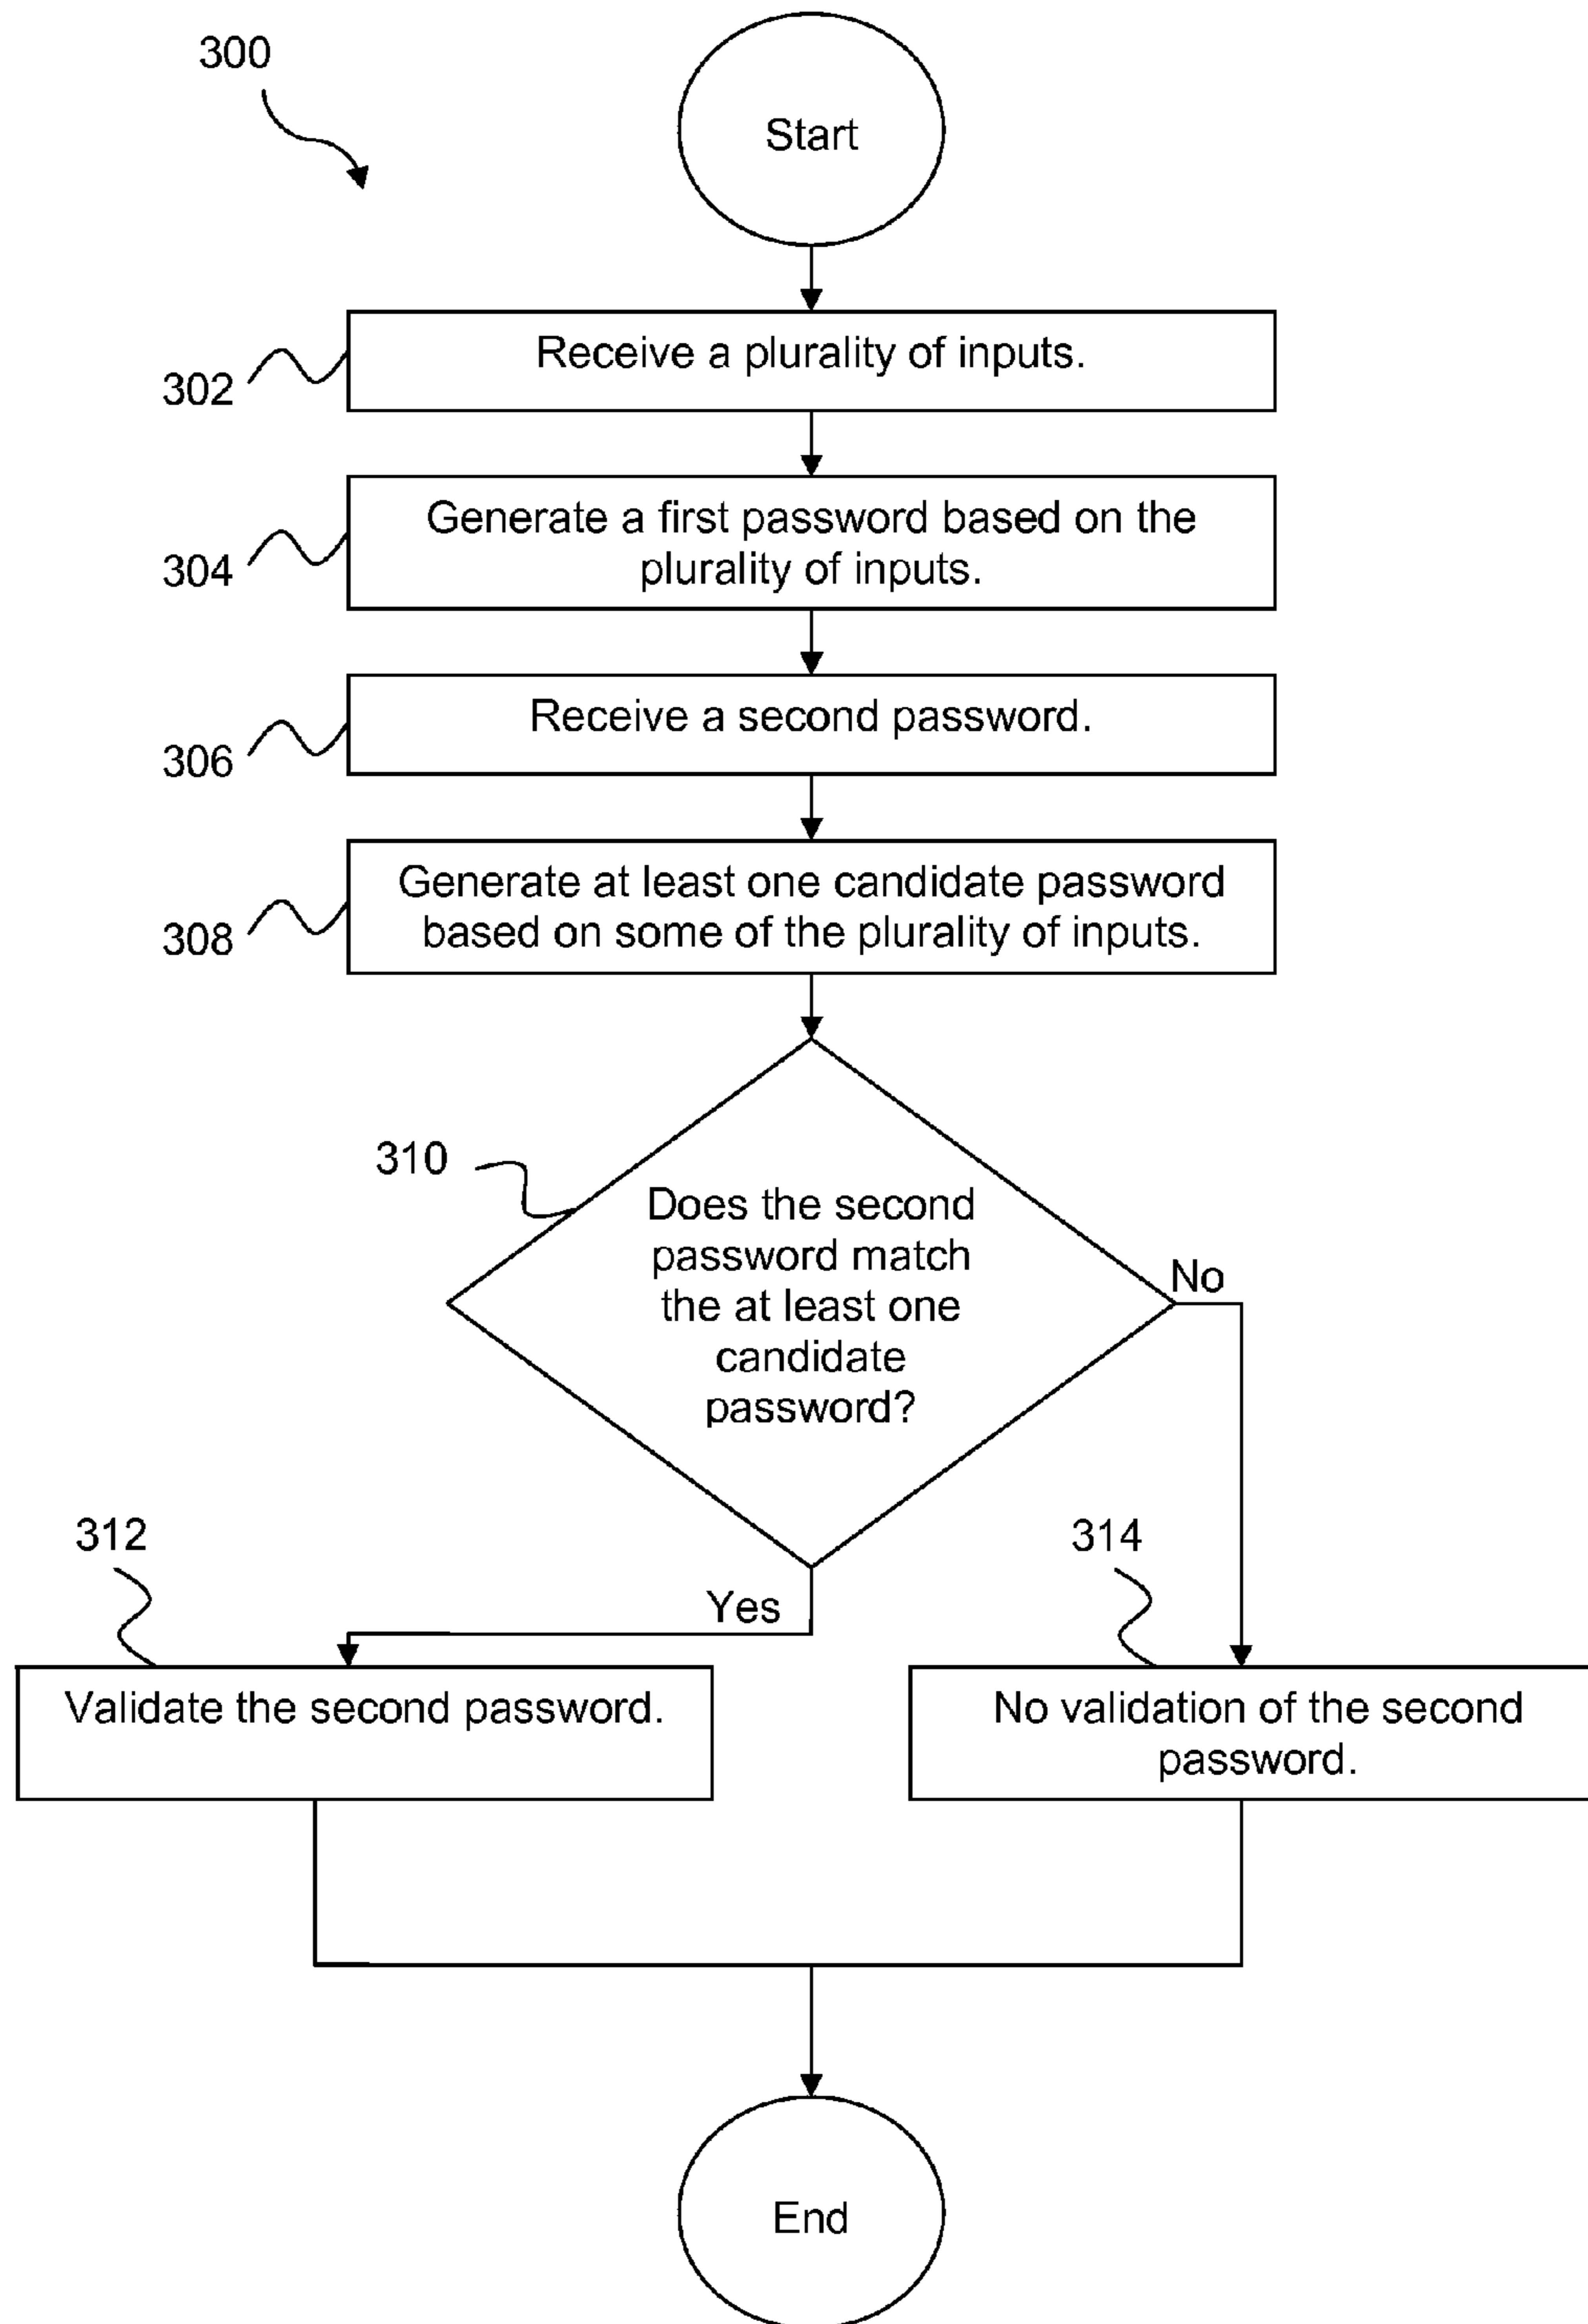 300
Start
Receive a plurality of inputs.
302
Generate a first password based on the
plurality of inputs.
304
Receive a second password.
306
Generate at least one candidate password
based on some of the plurality of inputs.
308
310
Does the second
password match
the at least one
candidate
password?
No
Yes
312
314
Validate the second password.
No validation of the second
password.
End